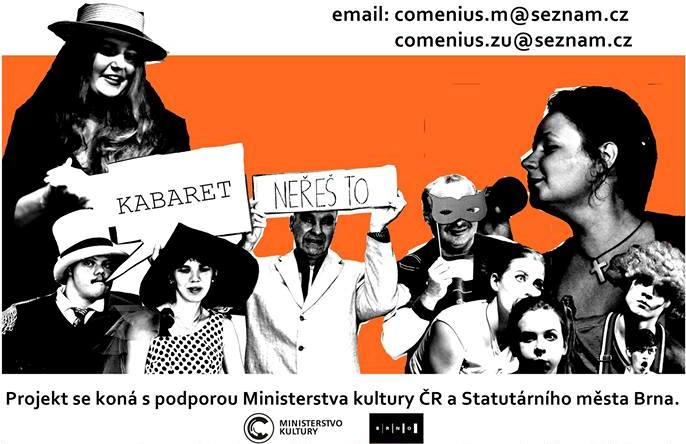 email: comenius.m@seznam.cz
comenius.zu@seznam.cz
KABARET
NEŘEŠ TO
Projekt se koná s podporou Ministerstva kultury ČR a Statutárního města Brna.
MINISTERSTVO
KULTURY
BRNO